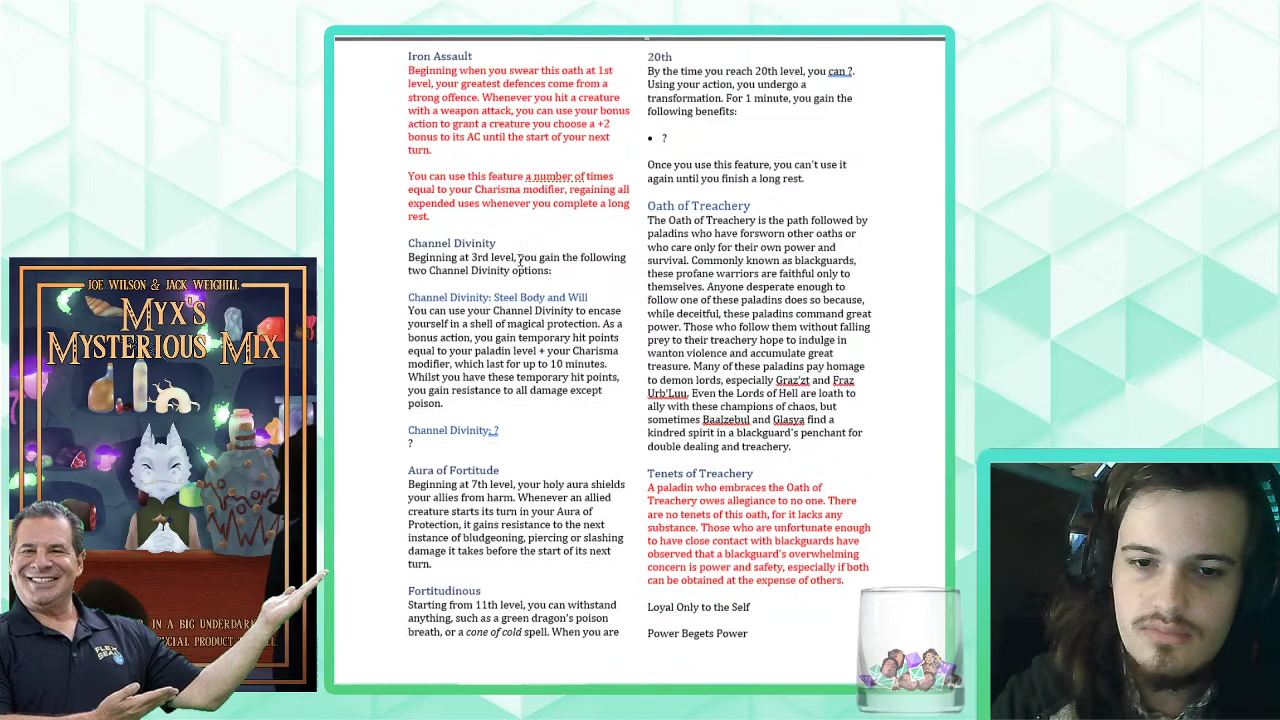 Iron Assault
Beginning when you swear this oath at 1st
level, your greatest defences come from a
strong offence. Whenever you hit a creature
with a weapon attack, you can use your bonus
action to grant a creature you choose a +2
bonus to its AC until the start of your next
turn.
You can use this feature a number of times
equal to your Charisma modifier, regaining all
expended uses whenever you complete a long
rest.
Channel Divinity
Beginning at 3rd level, you gain the following
two Channel Divinity options:
Channel Divinity: Steel Body and Will
You can use your Channel Divinity to encase
yourself in a shell of magical protection. As a
bonus action, you gain temporary hit points
equal to your paladin level + your Charisma
modifier, which last for up to 10 minutes.
Whilst you have these temporary hit points,
you gain resistance to all damage except
poison.
Channel Divinity: ?
?
Aura of Fortitude
Beginning at 7th level, your holy aura shields
your allies from harm. Whenever an allied
creature starts its turn in your Aura of
Protection, it gains resistance to the next
instance of bludgeoning, piercing or slashing
damage it takes before the start of its next
turn.
Fortitudinous
Starting from 11th level, you can withstand
anything, such as a green dragon's poison
breath, or a cone of cold spell. When you are
20th
By the time you reach 20th level, you can ?.
Using your action, you undergo a
transformation. For 1 minute, you gain the
following benefits:
• ?
Once you use this feature, you can't use it
again until you finish a long rest.
Oath of Treachery
The Oath of Treachery is the path followed by
paladins who have forsworn other oaths or
who care only for their own power and
survival. Commonly known as blackguards,
these profane warriors are faithful only to
themselves. Anyone desperate enough to
follow one of these paladins does so because,
while deceitful, these paladins command great
power. Those who follow them without falling
prey to their treachery hope to indulge in
wanton violence and accumulate great
treasure. Many of these paladins pay homage
to demon lords, especially Graz'zt and Fraz
Urb'Luu. Even the Lords of Hell are loath to
ally with these champions of chaos, but
sometimes Baalzebul and Glasya find a
kindred spirit in a blackguard's penchant for
double dealing and treachery.
Tenets of Treachery
A paladin who embraces the Oath of
Treachery owes allegiance to no one. There
are no tenets of this oath, for it lacks any
substance. Those who are unfortunate enough
to have close contact with blackguards have
observed that a blackguard's overwhelming
concern is power and safety, especially if both
can be obtained at the expense of others.
Loyal Only to the Self
Power Begets Power
JOE WILSON & JACK WEIGHILL
MYX'S
MYSTERIOUS MIX
IN A BIG UNDERDARK